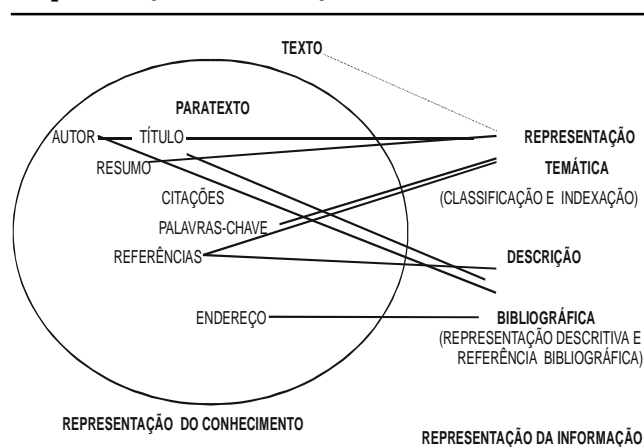 TEXTO
PARATEXTO
AUTOR TÍTULO
RESUMO
CITAÇÕES
PALAVRAS-CHAVE
REFERÊNCIAS
ENDEREÇO
REPRESENTAÇÃO
TEMÁTICA
(CLASSIFICAÇÃO E INDEXAÇÃO)
DESCRIÇÃO
BIBLIOGRÁFICA
(REPRESENTAÇÃO DESCRITIVA E
REFERÊNCIA BIBLIOGRÁFICA)
REPRESENTAÇÃO DO CONHECIMENTO
REPRESENTAÇÃO DA INFORMAÇÃO